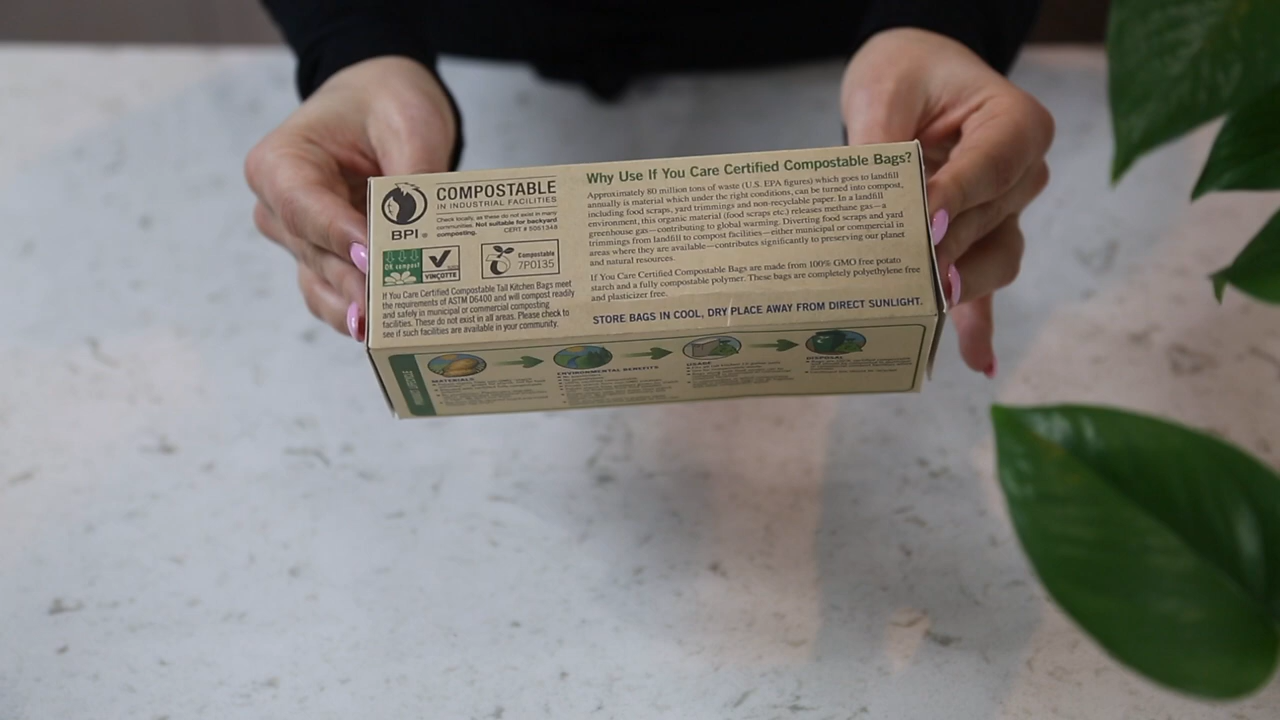 COMPOSTABLE
IN INDUSTRIAL FACILITIES
Check locally, as these do not exist in many
communities. Not suitable for backyard
composting. CERT # 5061348
BPI ®
OK compost
VINÇOTTE
Compostable
7P0135
If You Care Certified Compostable Tall Kitchen Bags meet
the requirements of ASTM D6400 and will compost readily
and safely in municipal or commercial composting
facilities. These do not exist in all areas. Please check to
see if such facilities are available in your community.
Why Use If You Care Certified Compostable Bags?
Approximately 80 million tons of waste (U.S. EPA figures) which goes to landfill
annually is material which under the right conditions, can be turned into compost,
including food scraps, yard trimmings and non-recyclable paper. In a landfill
environment, this organic material (food scraps etc.) releases methane gas—a
greenhouse gas—contributing to global warming. Diverting food scraps and yard
trimmings from landfill to compost facilities—either municipal or commercial in
areas where they are available—contributes significantly to preserving our planet
and natural resources.
If You Care Certified Compostable Bags are made from 100% GMO free potato
starch and a fully compostable polymer. These bags are completely polyethylene free
and plasticizer free.
STORE BAGS IN COOL, DRY PLACE AWAY FROM DIRECT SUNLIGHT.
MATERIALS
ENVIRONMENTAL BENEFITS
USAGE
DISPOSAL